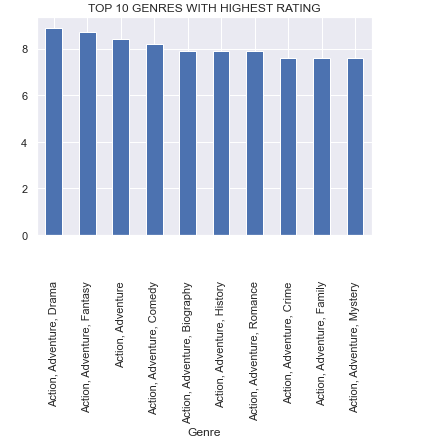 TOP 10 GENRES WITH HIGHEST RATING
8
6
4
2
0
Action, Adventure, Drama
Action, Adventure, Fantasy
Action, Adventure
Action, Adventure, Comedy
Action, Adventure, Biography
Action, Adventure, History
Action, Adventure, Romance
Action, Adventure, Crime
Action, Adventure, Family
Action, Adventure, Mystery
Genre